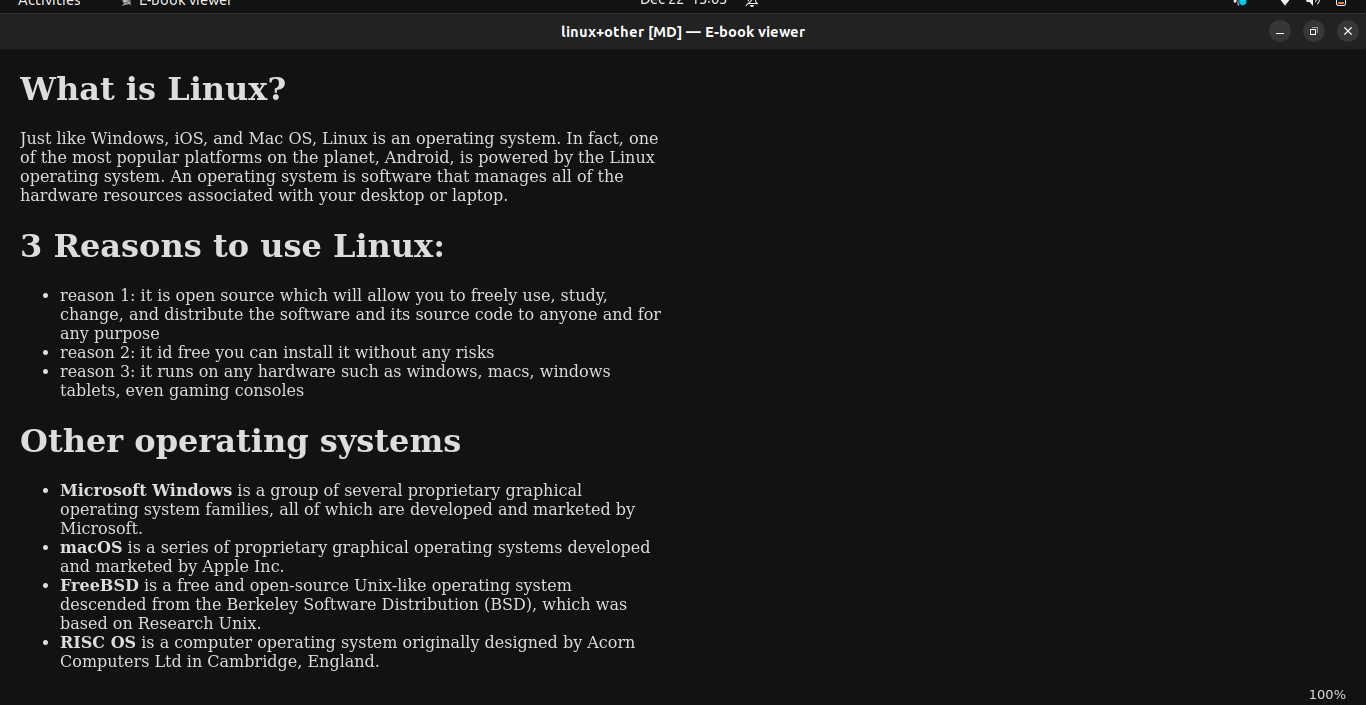 Activities E-book viewer Dec 22 15:05
linux+other [MD] — E-book viewer
What is Linux?
Just like Windows, iOS, and Mac OS, Linux is an operating system. In fact, one
of the most popular platforms on the planet, Android, is powered by the Linux
operating system. An operating system is software that manages all of the
hardware resources associated with your desktop or laptop.
3 Reasons to use Linux:
• reason 1: it is open source which will allow you to freely use, study,
change, and distribute the software and its source code to anyone and for
any purpose
• reason 2: it id free you can install it without any risks
• reason 3: it runs on any hardware such as windows, macs, windows
tablets, even gaming consoles
Other operating systems
• Microsoft Windows is a group of several proprietary graphical
operating system families, all of which are developed and marketed by
Microsoft.
• macOS is a series of proprietary graphical operating systems developed
and marketed by Apple Inc.
• FreeBSD is a free and open-source Unix-like operating system
descended from the Berkeley Software Distribution (BSD), which was
based on Research Unix.
• RISC OS is a computer operating system originally designed by Acorn
Computers Ltd in Cambridge, England.
100%